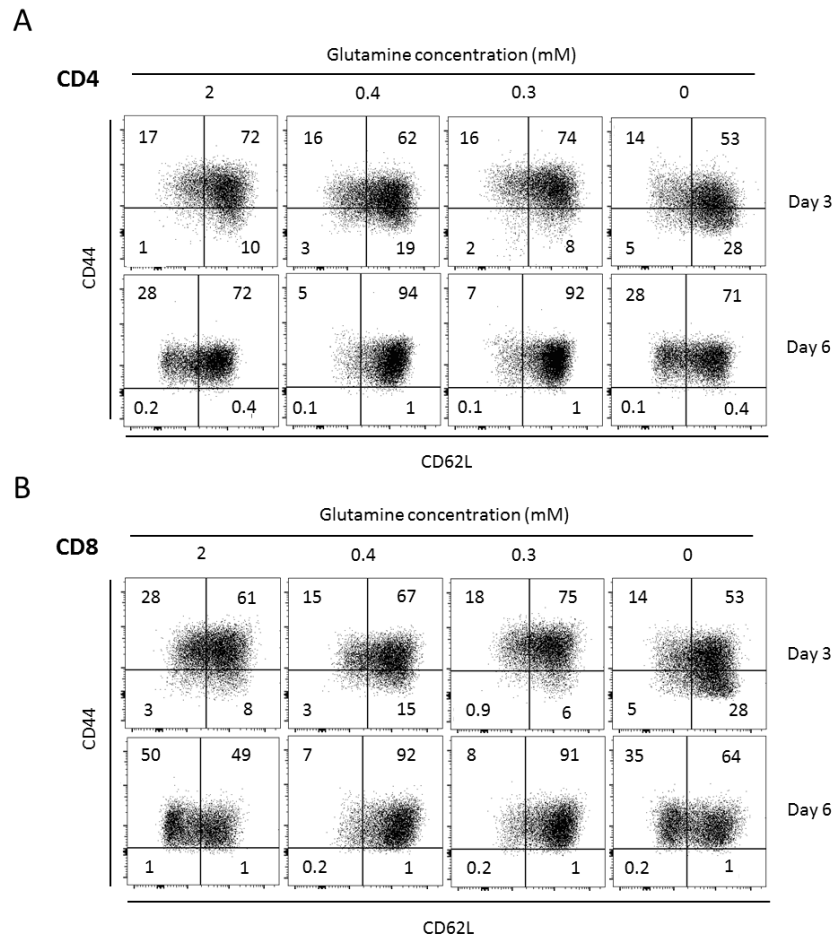 A
Glutamine concentration (mM)
CD4
2 0.4 0.3 0
17 72 16 62 16 74 14 53
Day 3
1 10 3 19 2 8 5 28
CD44
28 72 5 94 7 92 28 71
Day 6
0.2 0.4 0.1 1 0.1 1 0.1 0.4
CD62L
B
Glutamine concentration (mM)
CD8
2 0.4 0.3 0
28 61 15 67 18 75 14 53
Day 3
3 8 3 15 0.9 6 5 28
CD44
50 49 7 92 8 91 35 64
Day 6
1 1 0.2 1 0.2 1 0.2 1
CD62L